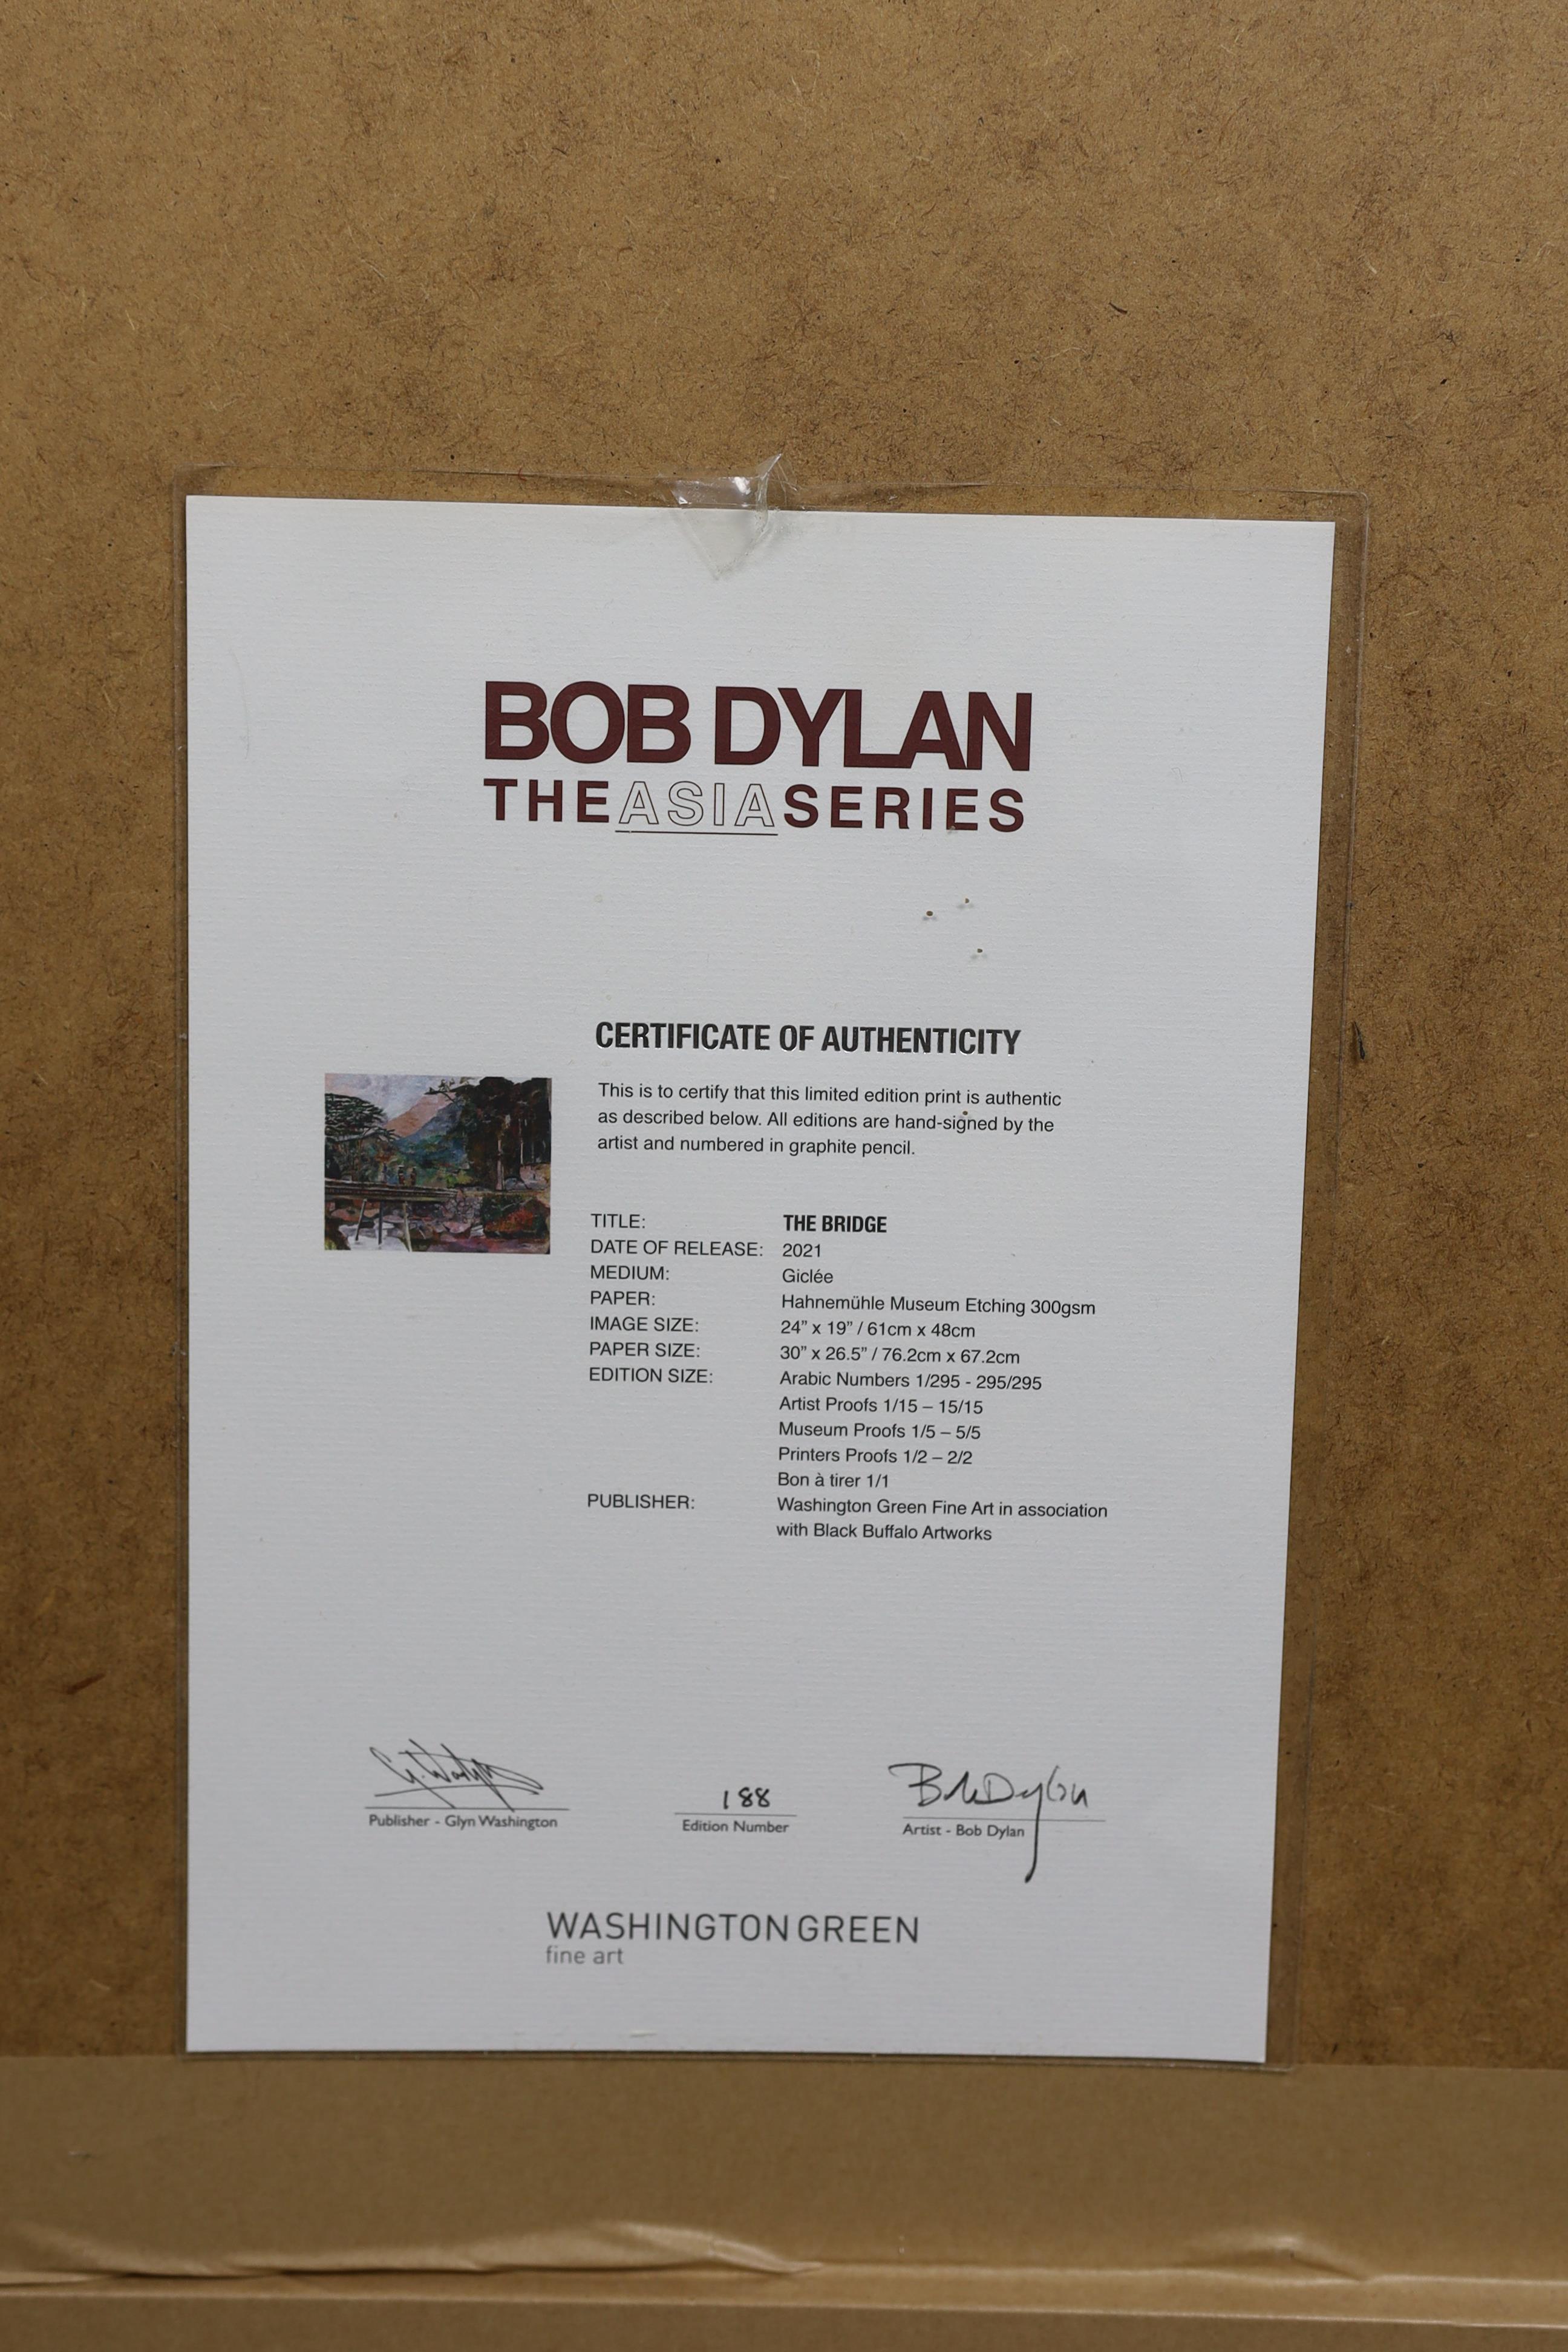 BOB DYLAN
THE ASIA SERIES
CERTIFICATE OF AUTHENTICITY
This is to certify that this limited edition print is authentic
as described below. All editions are hand-signed by the
artist and numbered in graphite pencil.
TITLE: THE BRIDGE
DATE OF RELEASE: 2021
MEDIUM: Giclée
PAPER: Hahnemühle Museum Etching 300gsm
IMAGE SIZE: 24” x 19” / 61cm x 48cm
PAPER SIZE: 30” x 26.5” / 76.2cm x 67.2cm
EDITION SIZE: Arabic Numbers 1/295 - 295/295
Artist Proofs 1/15 – 15/15
Museum Proofs 1/5 – 5/5
Printers Proofs 1/2 – 2/2
Bon à tirer 1/1
PUBLISHER: Washington Green Fine Art in association
with Black Buffalo Artworks
188 Bob Dylan
Publisher - Glyn Washington Edition Number Artist - Bob Dylan
WASHINGTON GREEN
fine art